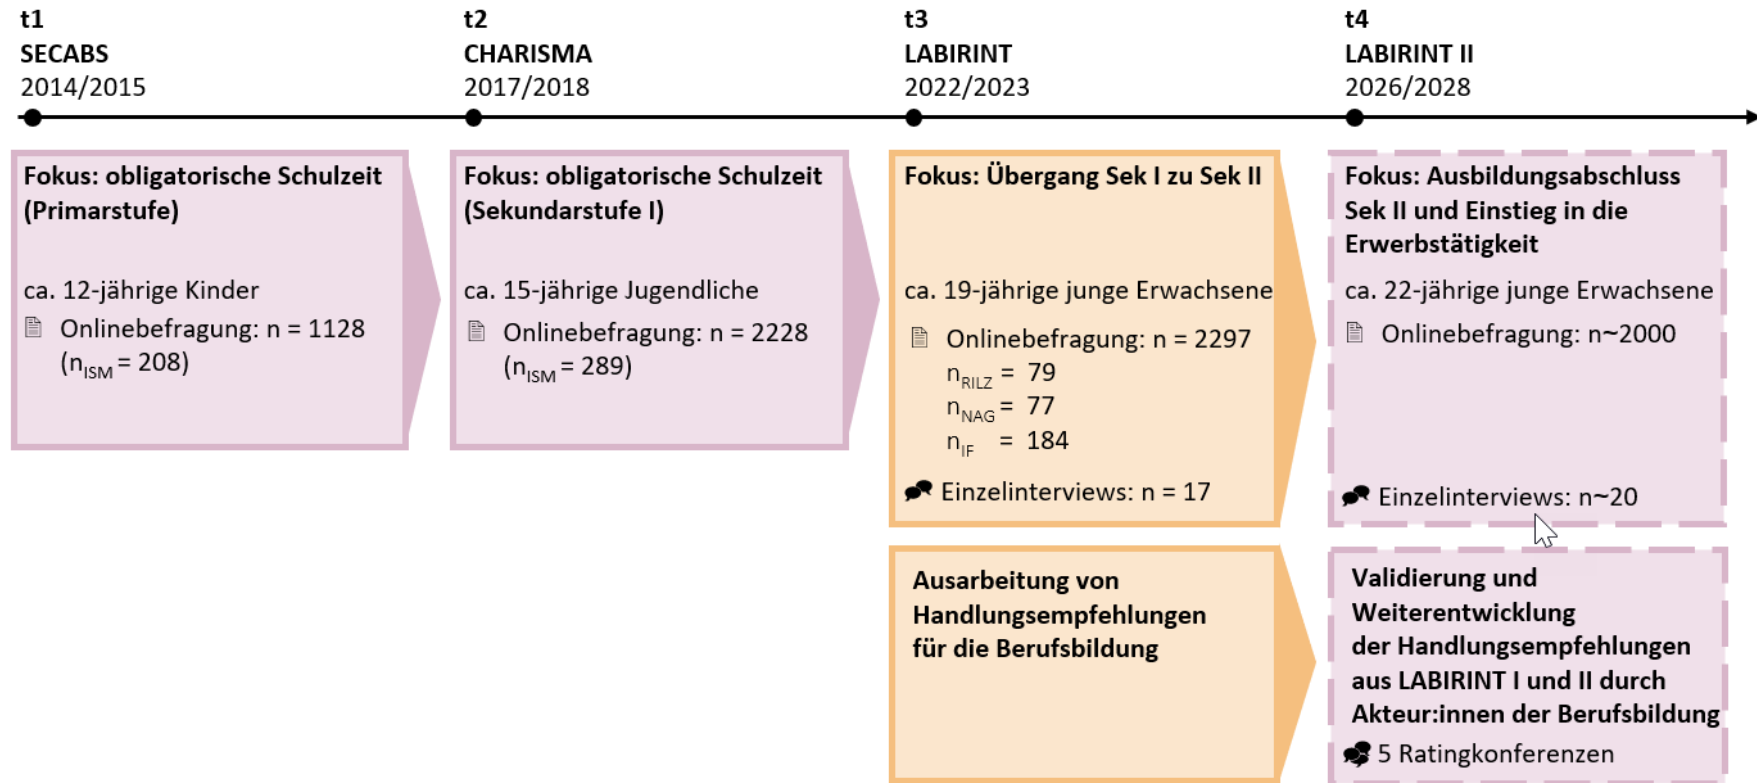 t1
SECABS
2014/2015
t2
CHARISMA
2017/2018
t3
LABIRINT
2022/2023
t4
LABIRINT II
2026/2028
Fokus: obligatorische Schulzeit
(Primarstufe)
ca. 12-jährige Kinder
Onlinebefragung: n = 1128
(nISM = 208)
Fokus: obligatorische Schulzeit
(Sekundarstufe I)
ca. 15-jährige Jugendliche
Onlinebefragung: n = 2228
(nISM = 289)
Fokus: Übergang Sek I zu Sek II
ca. 19-jährige junge Erwachsene
Onlinebefragung: n = 2297
nRILZ = 79
nNAG = 77
nIF = 184
Einzelinterviews: n = 17
Fokus: Ausbildungsabschluss
Sek II und Einstieg in die
Erwerbstätigkeit
ca. 22-jährige junge Erwachsene
Onlinebefragung: n~2000
Einzelinterviews: n~20
Ausarbeitung von
Handlungsempfehlungen
für die Berufsbildung
Validierung und
Weiterentwicklung
der Handlungsempfehlungen
aus LABIRINT I und II durch
Akteur:innen der Berufsbildung
5 Ratingkonferenzen